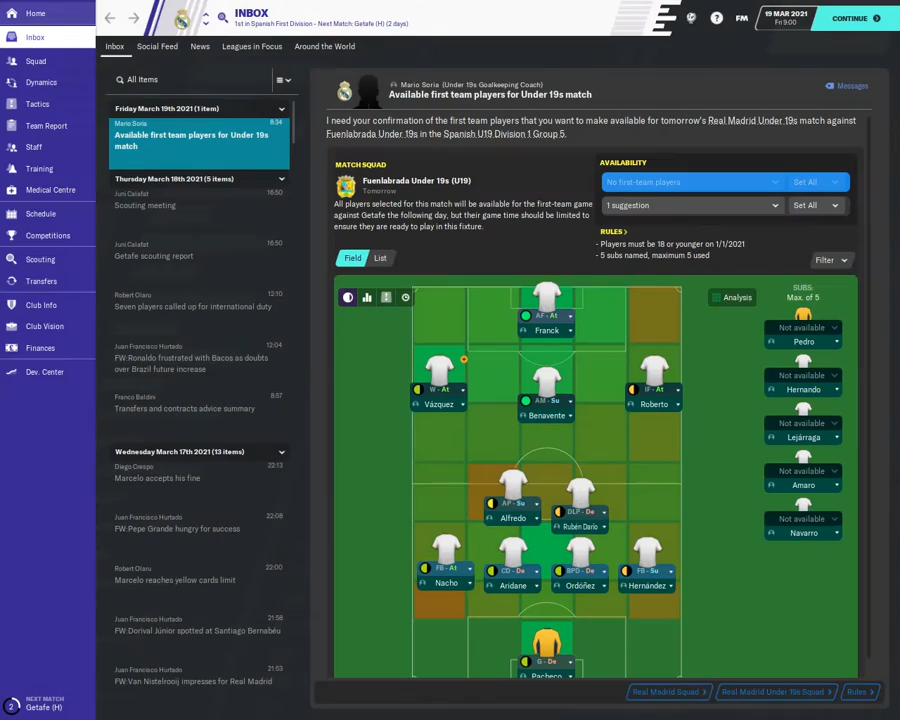 Home
Inbox
Squad
Dynamics
Tactics
Team Report
Staff
Training
Medical Centre
Schedule
Competitions
Scouting
Transfers
Club Info
Club Vision
Finances
Dev. Center
2
NEXT MATCH
Getafe (H)
INBOX
1st in Spanish First Division - Next Match: Getafe (H) (2 days)
?
FM
19 MAR 2021
Fri 9:00
CONTINUE
Inbox
Social Feed
News
Leagues in Focus
Around the World
All Items
Friday March 19th 2021 (1 item)
Mario Soria
8:34
Available first team players for Under 19s
match
Thursday March 18th 2021 (5 items)
Juni Calafat
16:50
Scouting meeting
Juni Calafat
16:50
Getafe scouting report
Robert Olaru
12:10
Seven players called up for international
duty
Juan Francisco Hurtado
12:04
FW:Ronaldo frustrated with Bacos as doubts
over Brazil future increase
Franco Baldini
8:57
Transfers and contracts advice summary
Wednesday March 17th 2021 (13 items)
Diego Crespo
22:13
Marcelo accepts his fine
Juan Francisco Hurtado
22:08
FW:Pepe Grande hungry for success
Robert Olaru
22:00
Marcelo reaches yellow cards limit
Juan Francisco Hurtado
21:58
FW:Dorival Júnior spotted at Santiago Bernabéu
Juan Francisco Hurtado
21:53
FW:Van Nistelrooij impresses for Real Madrid
Mario Soria (Under 19s Goalkeeping Coach)
Available first team players for Under 19s match
Messages
I need your confirmation of the first team players that you want to make available for tomorrow's Real Madrid Under 19s match against
Fuenlabrada Under 19s in the Spanish U19 Division 1 Group 5.
MATCH SQUAD
Fuenlabrada Under 19s (U19)
Tomorrow
All players selected for this match will be available for the first-team game
against Getafe the following day, but their game time should be limited to
ensure they are ready to play in this fixture.
AVAILABILITY
No first-team players
Set All
1 suggestion
Set All
RULES
- Players must be 18 or younger on 1/1/2021
- 5 subs named, maximum 5 used
Field
List
Filter
Analysis
AF - At
Franck
W - At
Vázquez
AM - Su
Benavente
IF - At
Roberto
AP - Su
Alfredo
DLP - De
Rubén Darío
FB - At
Nacho
CD - De
Aridane
BPD - De
Ordóñez
FB - Su
Hernández
G - De
Pacheco
SUBS:
Max. of 5
Not available
Pedro
Not available
Hernando
Not available
Lejárraga
Not available
Amaro
Not available
Navarro
Real Madrid Squad
Real Madrid Under 19s Squad
Rules